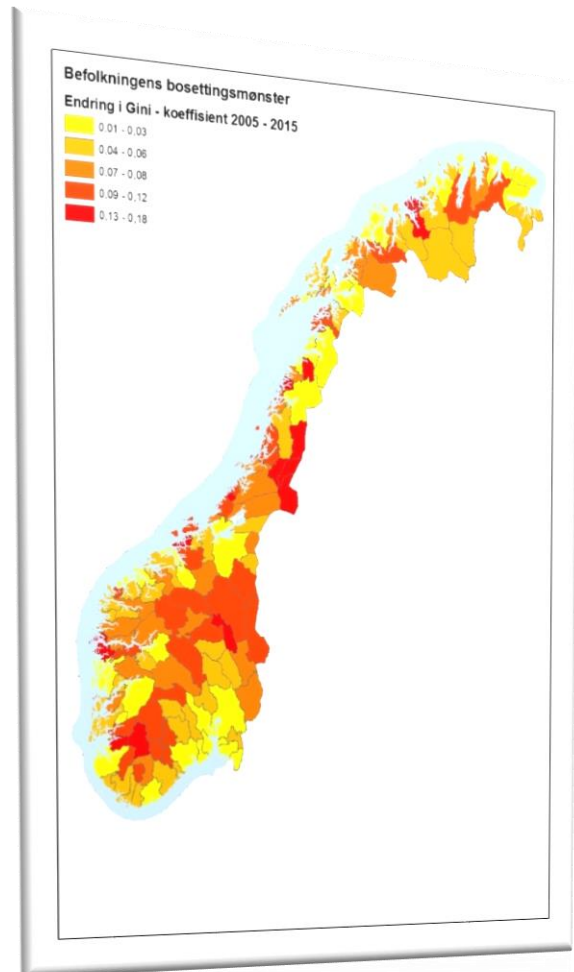 Befolkningens bosettingsmønster
Endring i Gini - koeffisient 2005 - 2015
0.01 - 0,03
0.04 - 0,06
0.07 - 0,08
0.09 - 0,12
0.13 - 0,18